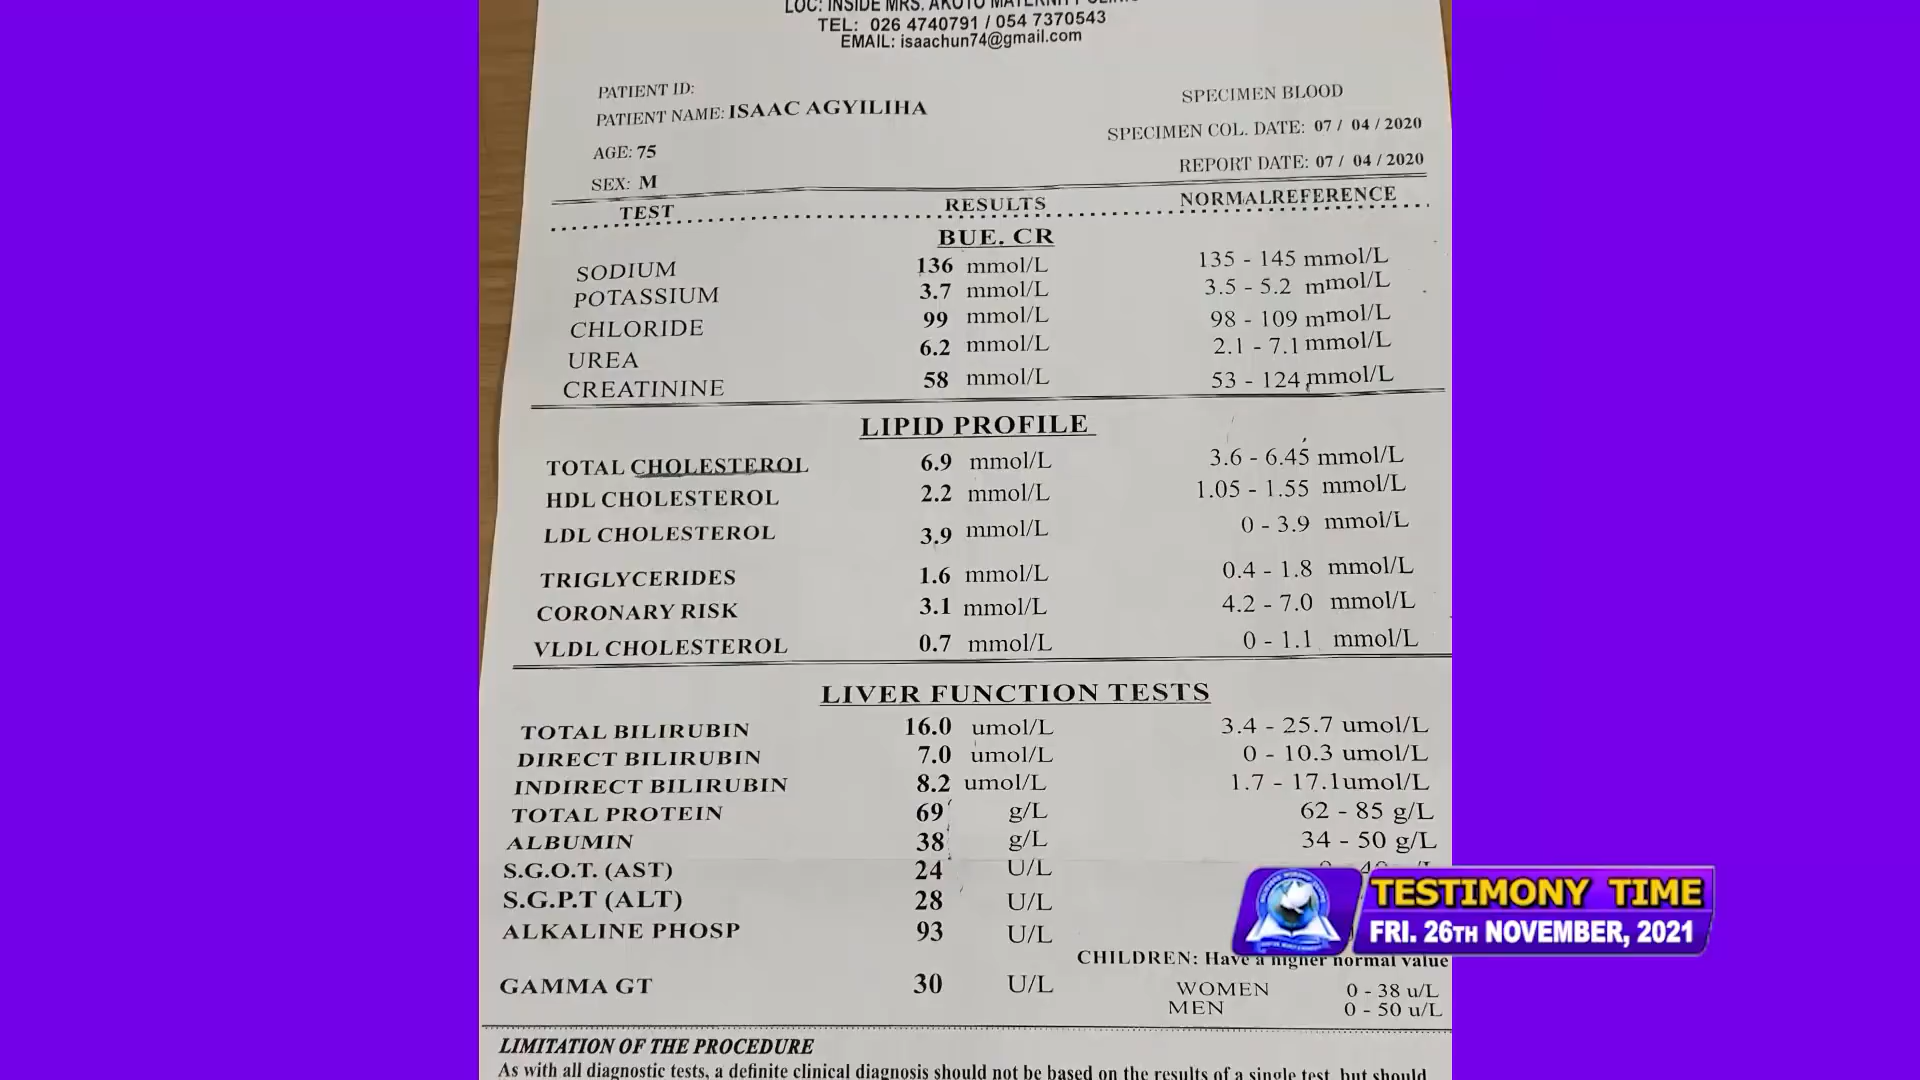 LOC: INSIDE MRS. AKOTO MATERNITY CLINIC
TEL: 026 4740791 / 054 7370543
EMAIL: isaachun74@gmail.com
PATIENT ID:
PATIENT NAME: ISAAC AGYILIHA
AGE: 75
SEX: M
SPECIMEN BLOOD
SPECIMEN COL. DATE: 07 / 04 / 2020
REPORT DATE: 07 / 04 / 2020
TEST RESULTS NORMALREFERENCE
BUE. CR
SODIUM 136 mmol/L 135 - 145 mmol/L
POTASSIUM 3.7 mmol/L 3.5 - 5.2 mmol/L
CHLORIDE 99 mmol/L 98 - 109 mmol/L
UREA 6.2 mmol/L 2.1 - 7.1 mmol/L
CREATININE 58 mmol/L 53 - 124 mmol/L
LIPID PROFILE
TOTAL CHOLESTEROL 6.9 mmol/L 3.6 - 6.45 mmol/L
HDL CHOLESTEROL 2.2 mmol/L 1.05 - 1.55 mmol/L
LDL CHOLESTEROL 3.9 mmol/L 0 - 3.9 mmol/L
TRIGLYCERIDES 1.6 mmol/L 0.4 - 1.8 mmol/L
CORONARY RISK 3.1 mmol/L 4.2 - 7.0 mmol/L
VLDL CHOLESTEROL 0.7 mmol/L 0 - 1.1 mmol/L
LIVER FUNCTION TESTS
TOTAL BILIRUBIN 16.0 umol/L 3.4 - 25.7 umol/L
DIRECT BILIRUBIN 7.0 umol/L 0 - 10.3 umol/L
INDIRECT BILIRUBIN 8.2 umol/L 1.7 - 17.1umol/L
TOTAL PROTEIN 69 g/L 62 - 85 g/L
ALBUMIN 38 g/L 34 - 50 g/L
S.G.O.T. (AST) 24 U/L
S.G.P.T (ALT) 28 U/L
ALKALINE PHOSP 93 U/L
CHILDREN: Have a higher normal value
GAMMA GT 30 U/L WOMEN 0 - 38 u/L
MEN 0 - 50 u/L
LIMITATION OF THE PROCEDURE
As with all diagnostic tests, a definite clinical diagnosis should not be based on the results of a single test, but should
TESTIMONY TIME
FRI. 26TH NOVEMBER, 2021